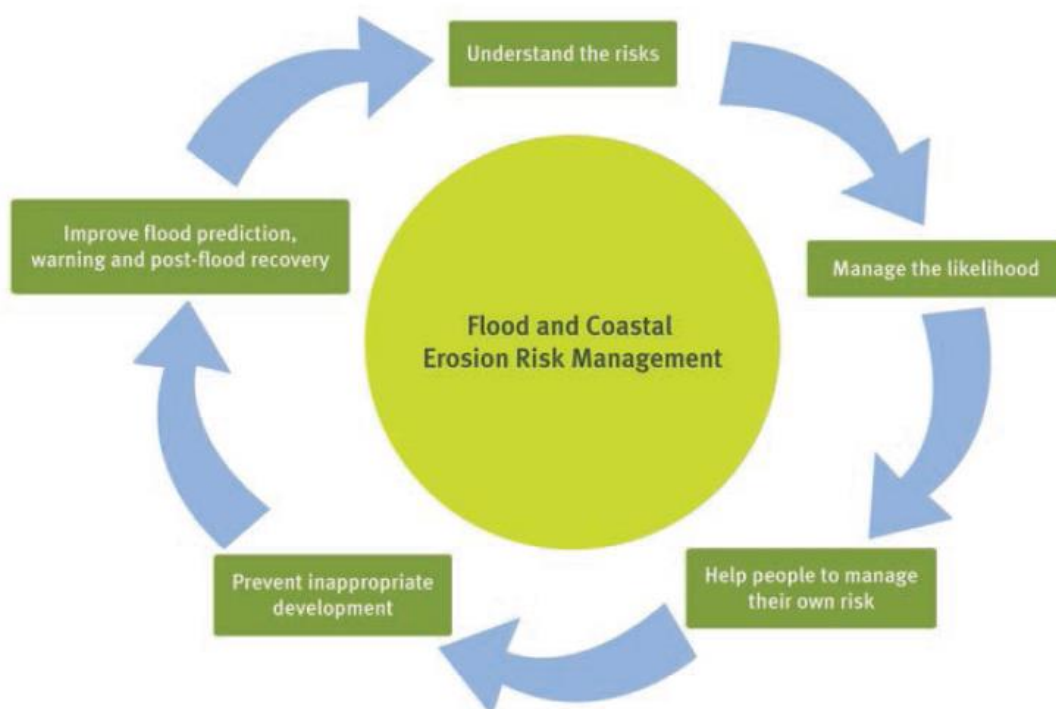 Understand the risks
Manage the likelihood
Help people to manage
their own risk
Prevent inappropriate
development
Improve flood prediction,
warning and post-flood recovery
Flood and Coastal
Erosion Risk Management